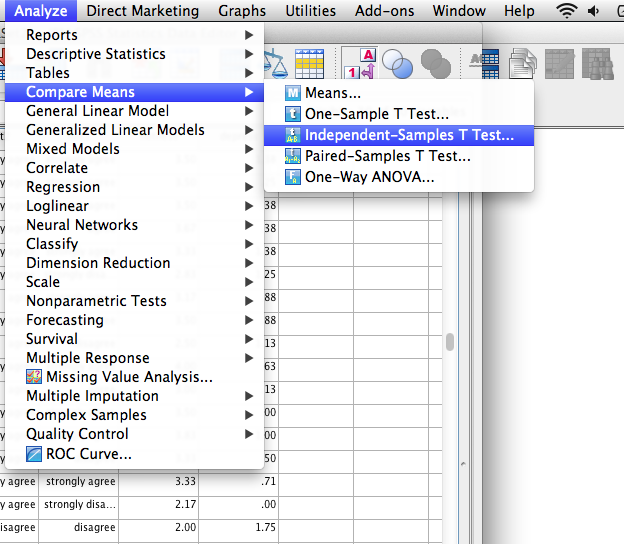 Analyze Direct Marketing Graphs Utilities Add-ons Window Help
Reports
Descriptive Statistics
Tables
Compare Means
General Linear Model
Generalized Linear Models
Mixed Models
Correlate
Regression
Loglinear
Neural Networks
Classify
Dimension Reduction
Scale
Nonparametric Tests
Forecasting
Survival
Multiple Response
Missing Value Analysis...
Multiple Imputation
Complex Samples
Quality Control
ROC Curve...
M Means...
t One-Sample T Test...
Independent-Samples T Test...
Paired-Samples T Test...
One-Way ANOVA...
A
1
38
38
38
25
88
88
13
63
13
00
00
50
y agree strongly agree 3.33 .71
y agree strongly disa... 2.17 .00
isagree disagree 2.00 1.75